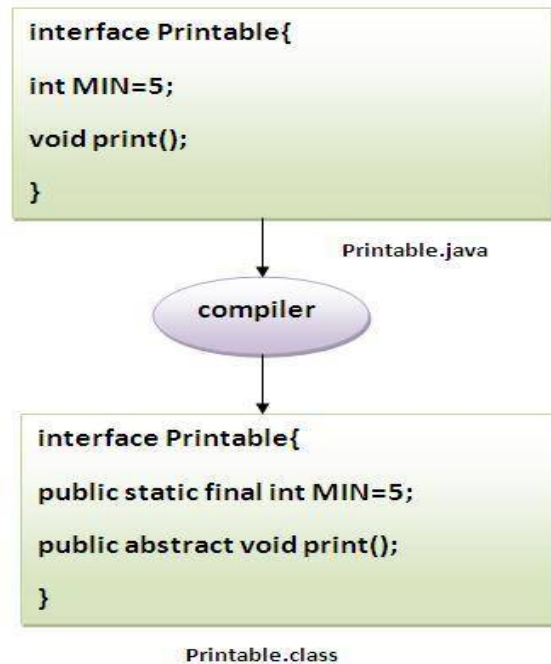 interface Printable{
int MIN=5;
void print();
}
Printable.java
compiler
interface Printable{
public static final int MIN=5;
public abstract void print();
}
Printable.class